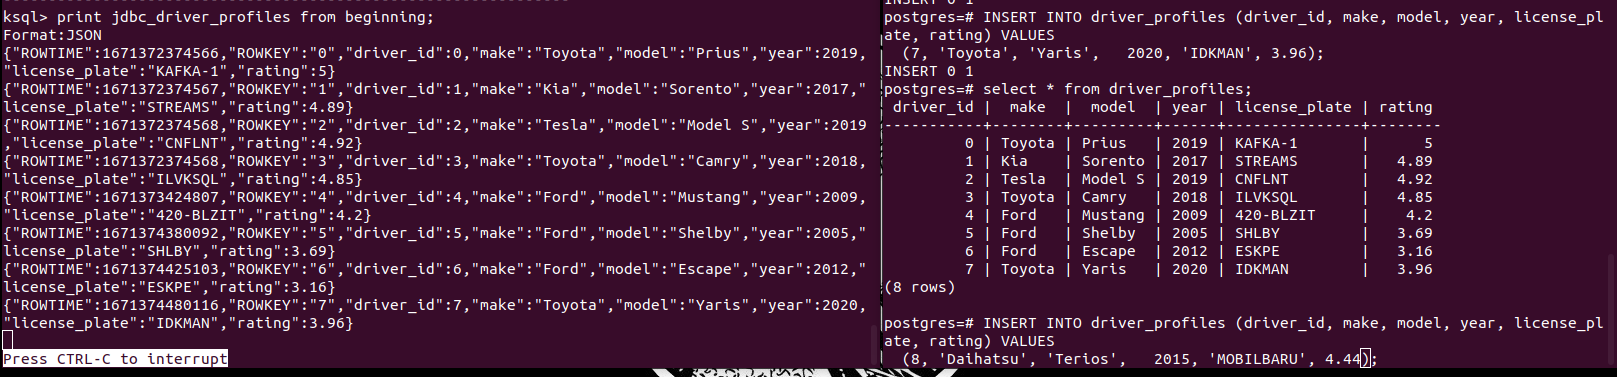 ksql> print jdbc_driver_profiles from beginning;
Format:JSON
{"ROWTIME":1671372374566,"ROWKEY":"0","driver_id":0,"make":"Toyota","model":"Prius","year":2019,
"license_plate":"KAFKA-1","rating":5}
{"ROWTIME":1671372374567,"ROWKEY":"1","driver_id":1,"make":"Kia","model":"Sorento","year":2017,"
license_plate":"STREAMS","rating":4.89}
{"ROWTIME":1671372374568,"ROWKEY":"2","driver_id":2,"make":"Tesla","model":"Model S","year":2019
,"license_plate":"CNFLNT","rating":4.92}
{"ROWTIME":1671372374568,"ROWKEY":"3","driver_id":3,"make":"Toyota","model":"Camry","year":2018,
"license_plate":"ILVKSQL","rating":4.85}
{"ROWTIME":1671373424807,"ROWKEY":"4","driver_id":4,"make":"Ford","model":"Mustang","year":2009,
"license_plate":"420-BLZIT","rating":4.2}
{"ROWTIME":1671374380092,"ROWKEY":"5","driver_id":5,"make":"Ford","model":"Shelby","year":2005,"
license_plate":"SHLBY","rating":3.69}
{"ROWTIME":1671374425103,"ROWKEY":"6","driver_id":6,"make":"Ford","model":"Escape","year":2012,"
license_plate":"ESKPE","rating":3.16}
{"ROWTIME":1671374480116,"ROWKEY":"7","driver_id":7,"make":"Toyota","model":"Yaris","year":2020,
"license_plate":"IDKMAN","rating":3.96}
Press CTRL-C to interrupt
INSERT 0 1
postgres=# INSERT INTO driver_profiles (driver_id, make, model, year, license_pl
ate, rating) VALUES
  (7, 'Toyota', 'Yaris',   2020, 'IDKMAN', 3.96);
INSERT 0 1
postgres=# select * from driver_profiles;
 driver_id |  make  |  model  | year | license_plate | rating
-----------+--------+---------+------+---------------+--------
         0 | Toyota | Prius   | 2019 | KAFKA-1       |      5
         1 | Kia    | Sorento | 2017 | STREAMS       |   4.89
         2 | Tesla  | Model S | 2019 | CNFLNT        |   4.92
         3 | Toyota | Camry   | 2018 | ILVKSQL       |   4.85
         4 | Ford   | Mustang | 2009 | 420-BLZIT     |    4.2
         5 | Ford   | Shelby  | 2005 | SHLBY         |   3.69
         6 | Ford   | Escape  | 2012 | ESKPE         |   3.16
         7 | Toyota | Yaris   | 2020 | IDKMAN        |   3.96
(8 rows)
postgres=# INSERT INTO driver_profiles (driver_id, make, model, year, license_pl
ate, rating) VALUES
  (8, 'Daihatsu', 'Terios',   2015, 'MOBILBARU', 4.44);